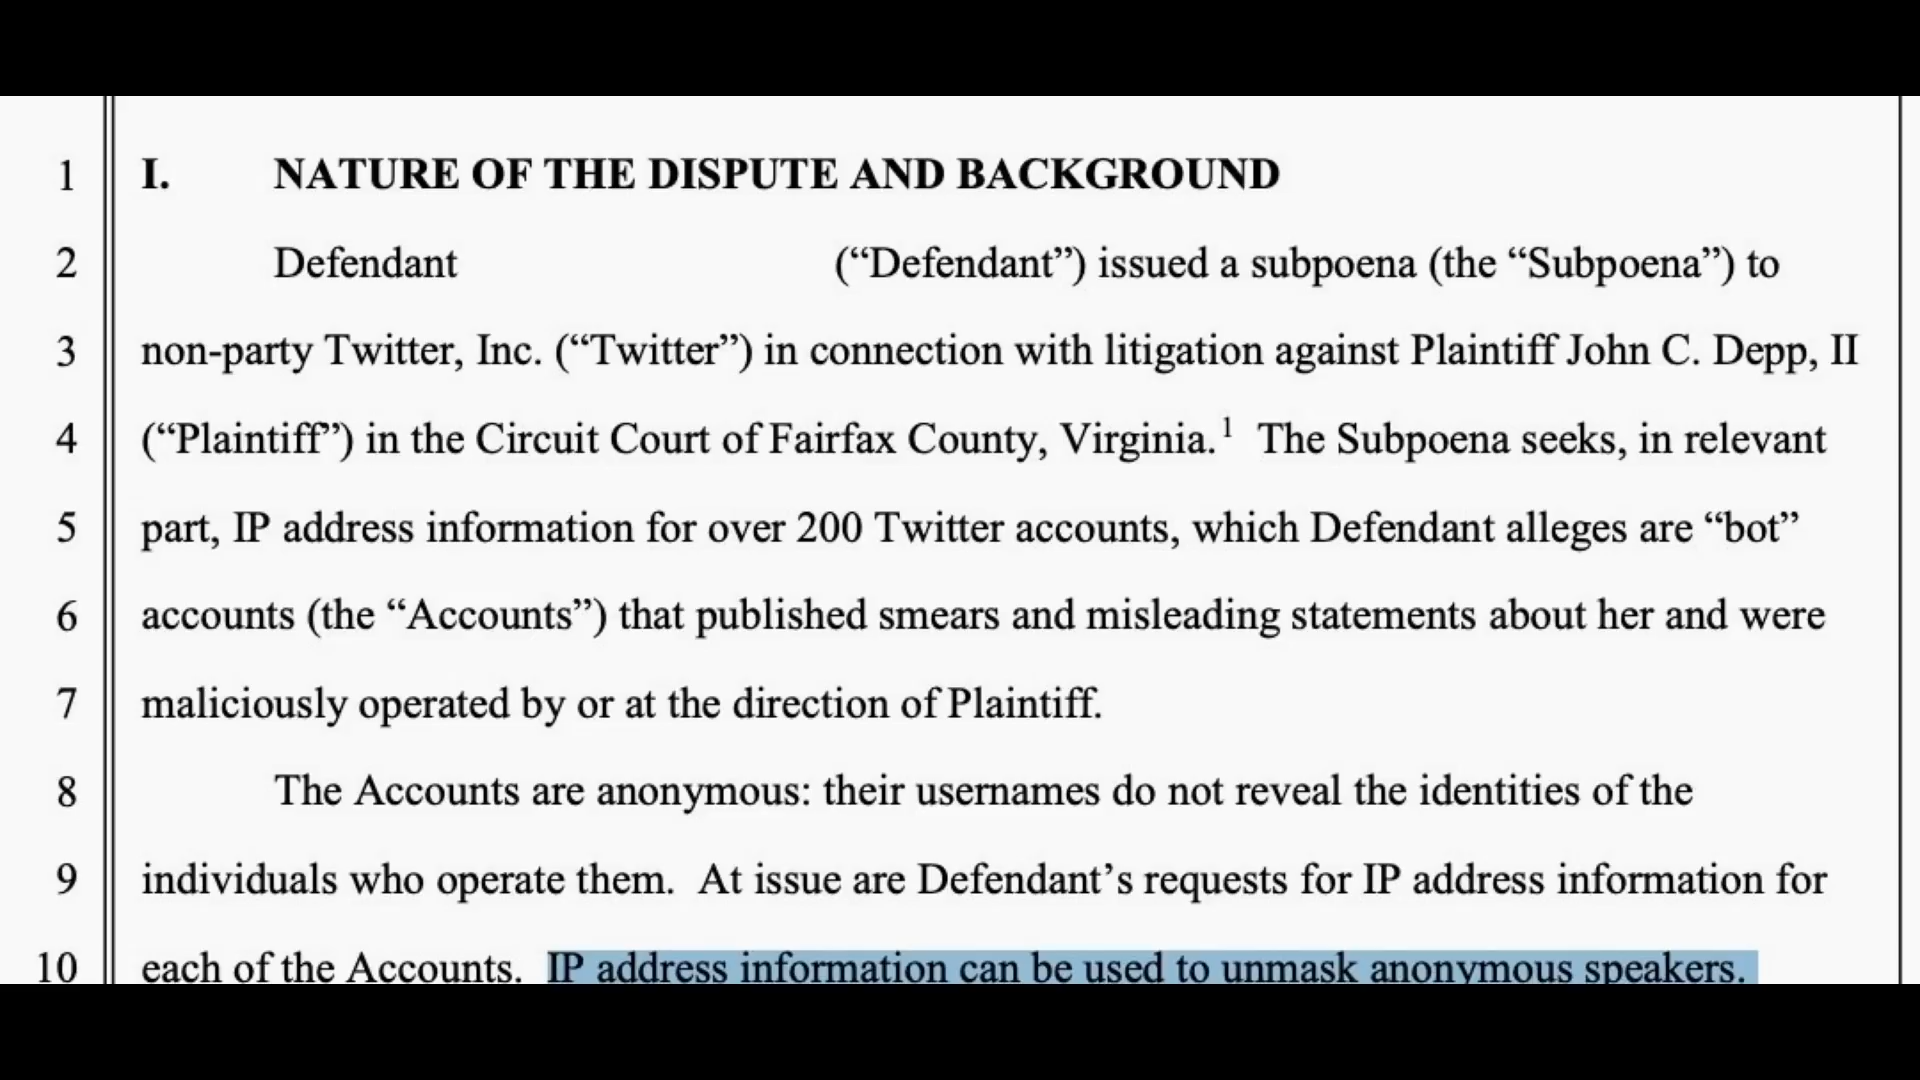 1 I. NATURE OF THE DISPUTE AND BACKGROUND
2 Defendant (“Defendant”) issued a subpoena (the “Subpoena”) to
3 non-party Twitter, Inc. (“Twitter”) in connection with litigation against Plaintiff John C. Depp, II
4 (“Plaintiff”) in the Circuit Court of Fairfax County, Virginia.¹ The Subpoena seeks, in relevant
5 part, IP address information for over 200 Twitter accounts, which Defendant alleges are “bot”
6 accounts (the “Accounts”) that published smears and misleading statements about her and were
7 maliciously operated by or at the direction of Plaintiff.
8 The Accounts are anonymous: their usernames do not reveal the identities of the
9 individuals who operate them. At issue are Defendant’s requests for IP address information for
10 each of the Accounts. IP address information can be used to unmask anonymous speakers.